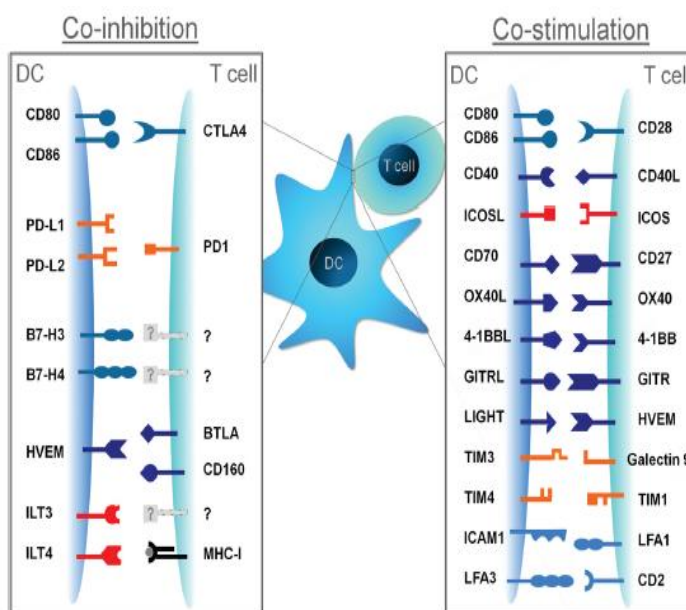 Co-inhibition
DC T cell
CD80
CD86
CTLA4
PD-L1
PD-L2
PD1
B7-H3 ?
?
B7-H4 ?
?
HVEM
BTLA
CD160
ILT3 ?
?
ILT4 MHC-I
T cell
DC
Co-stimulation
DC T cell
CD80
CD86
CD28
CD40 CD40L
ICOSL ICOS
CD70 CD27
OX40L OX40
4-1BBL 4-1BB
GITRL GITR
LIGHT HVEM
TIM3 Galectin 9
TIM4 TIM1
ICAM1 LFA1
LFA3 CD2